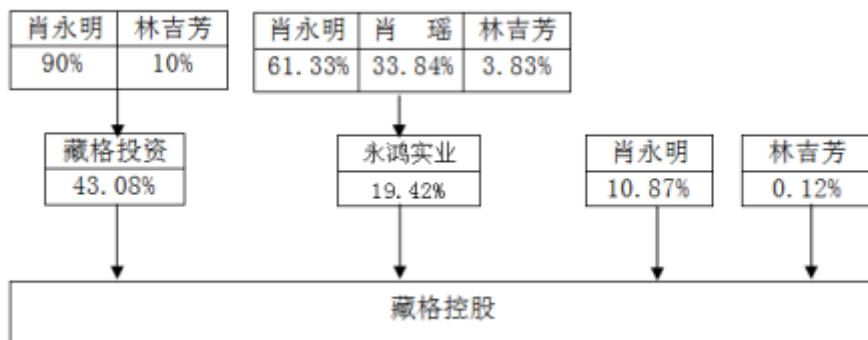 肖永明 林吉芳 肖永明 肖 瑶 林吉芳
90% 10% 61.33% 33.84% 3.83%
藏格投资 永鸿实业 肖永明 林吉芳
43.08% 19.42% 10.87% 0.12%
藏格控股